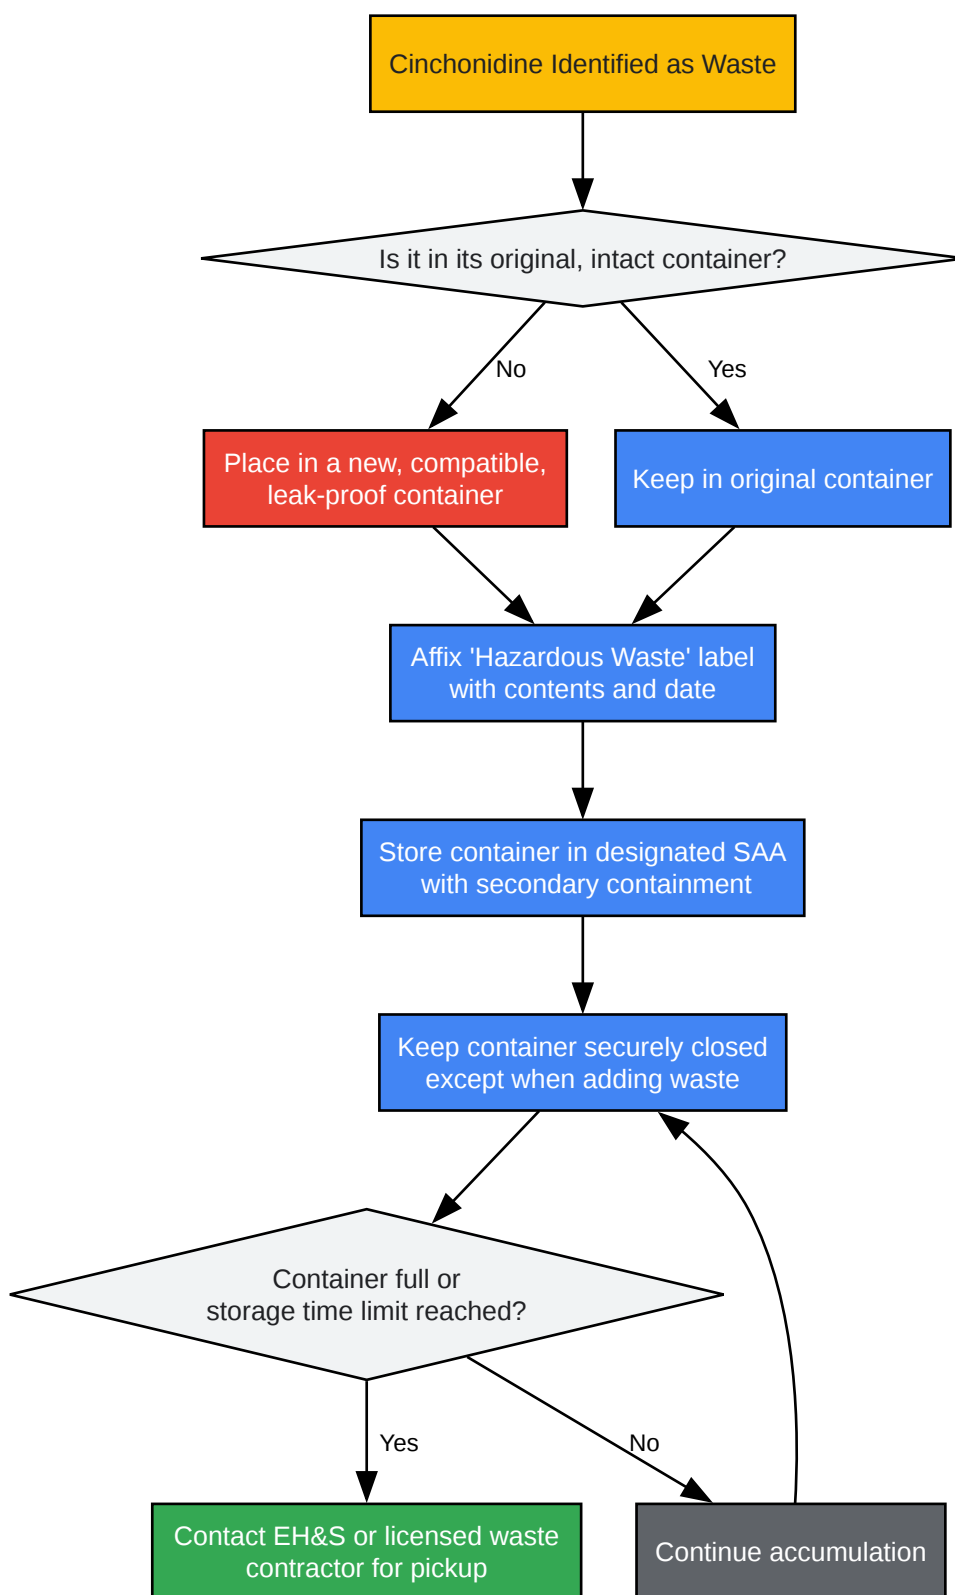 Cinchonidine Identified as Waste
Is it in its original, intact container?
No
Yes
Place in a new, compatible,
leak-proof container
Keep in original container
Affix 'Hazardous Waste' label
with contents and date
Store container in designated SAA
with secondary containment
Keep container securely closed
except when adding waste
Container full or
storage time limit reached?
Yes
No
Contact EH&S or licensed waste
contractor for pickup
Continue accumulation